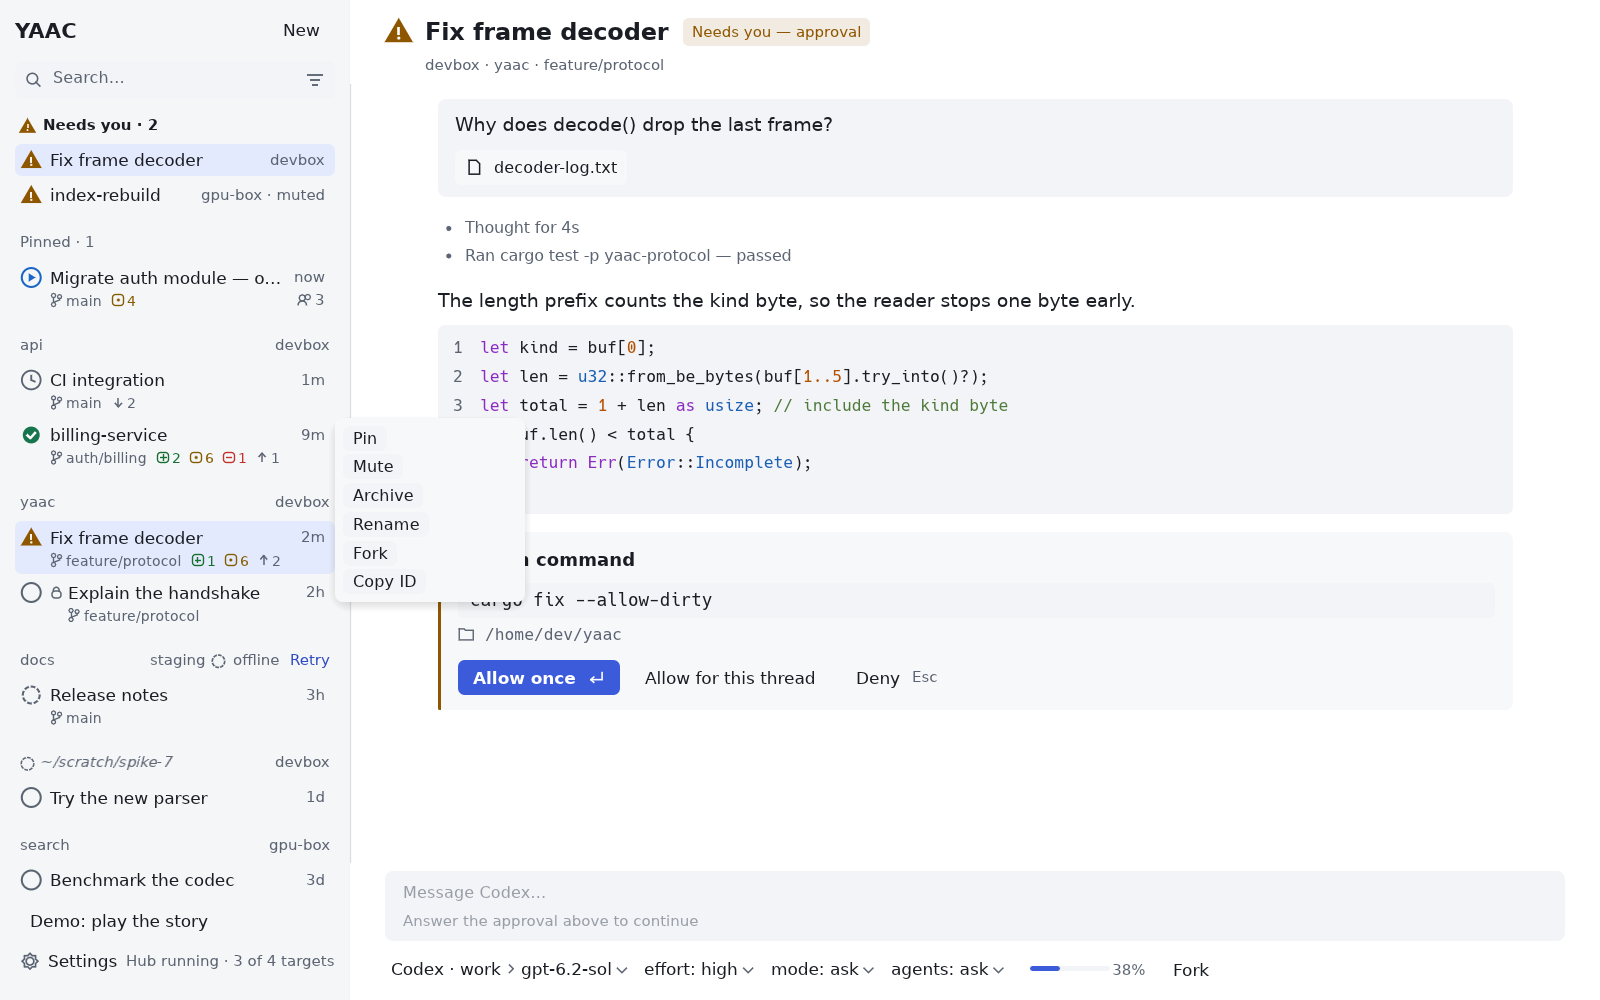 YAAC
New
Search...
Needs you · 2
Fix frame decoder devbox
index-rebuild gpu-box · muted
Pinned · 1
Migrate auth module — o... now
main 4 3
api devbox
CI integration 1m
main 2
billing-service 9m
auth/billing 2 6 1 1
yaac devbox
Fix frame decoder 2m
feature/protocol 1 6 2
Explain the handshake 2h
feature/protocol
docs staging offline Retry
Release notes 3h
main
~/scratch/spike-7 devbox
Try the new parser 1d
search gpu-box
Benchmark the codec 3d
Demo: play the story
Settings Hub running · 3 of 4 targets
Fix frame decoder Needs you — approval
devbox · yaac · feature/protocol
Why does decode() drop the last frame?
decoder-log.txt
• Thought for 4s
• Ran cargo test -p yaac-protocol — passed
The length prefix counts the kind byte, so the reader stops one byte early.
1 let kind = buf[0];
2 let len = u32::from_be_bytes(buf[1..5].try_into()?);
3 let total = 1 + len as usize; // include the kind byte
uf.len() < total {
return Err(Error::Incomplete);
Pin
Mute
Archive
Rename
Fork
Copy ID
command
cargo fix --allow-dirty
/home/dev/yaac
Allow once Allow for this thread Deny Esc
Message Codex...
Answer the approval above to continue
Codex · work gpt-6.2-sol effort: high mode: ask agents: ask 38% Fork